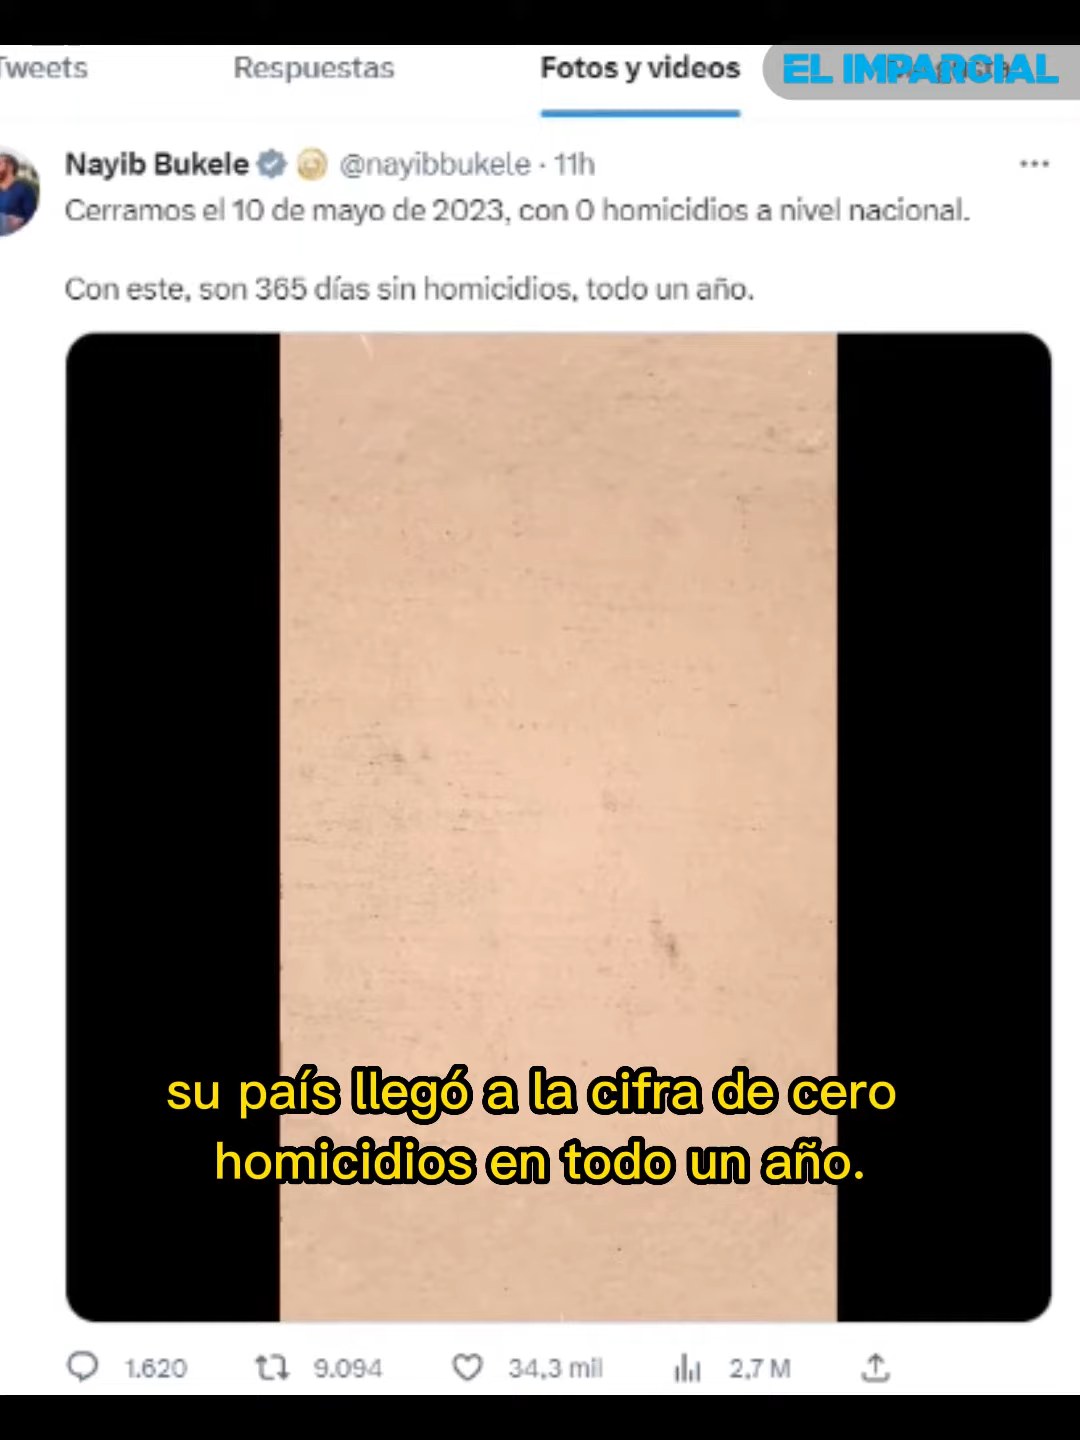 Tweets
Respuestas
Fotos y videos
EL IMPARCIAL
Nayib Bukele @nayibbukele · 11h
Cerramos el 10 de mayo de 2023, con 0 homicidios a nivel nacional.
Con este, son 365 días sin homicidios, todo un año.
su país llegó a la cifra de cero
homicidios en todo un año.
1.620 9.094 34,3 mil 2,7 M